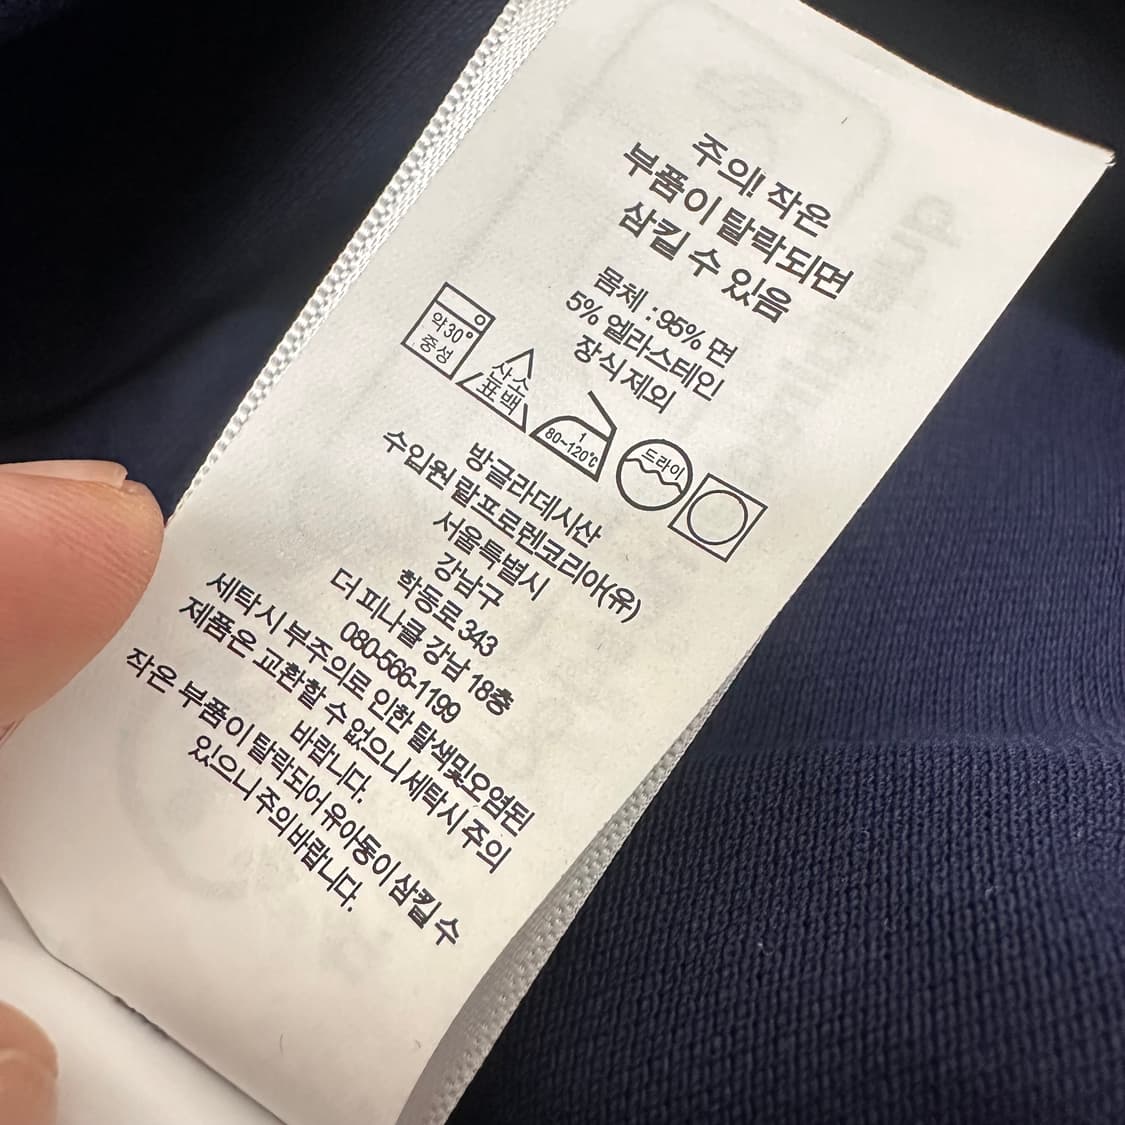 주의! 작은
부품이 탈락되면
삼킬 수 있음
몸체 : 95% 면
5% 엘라스테인
장식 제외
약30°
중성
산소
표백
1
80~120℃
드라이
방글라데시산
수입원 랄프로렌코리아(유)
서울특별시
강남구
학동로 343
더 피나클 강남 18층
080-566-1199
세탁시 부주의로 인한 탈색및오염된
제품은 교환할 수 없으니 세탁시 주의
바랍니다.
작은 부품이 탈락되어 유아동이 삼킬 수
있으니 주의 바랍니다.